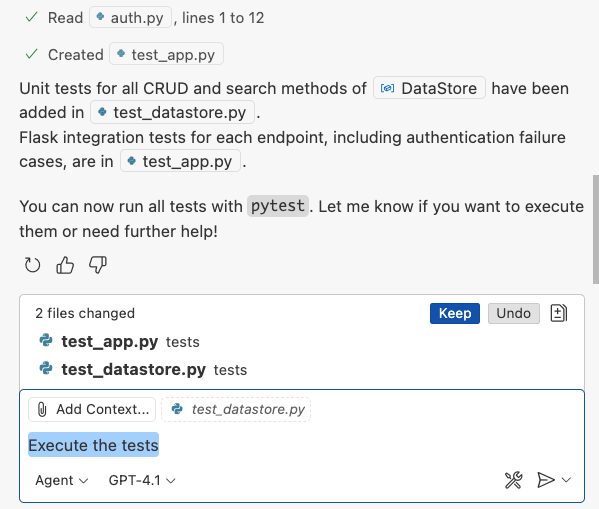 Read auth.py, lines 1 to 12
Created test_app.py
Unit tests for all CRUD and search methods of DataStore have been
added in test_datastore.py.
Flask integration tests for each endpoint, including authentication failure
cases, are in test_app.py.
You can now run all tests with pytest. Let me know if you want to execute
them or need further help!
2 files changed Keep Undo
test_app.py tests
test_datastore.py tests
Add Context... test_datastore.py
Execute the tests
Agent GPT-4.1